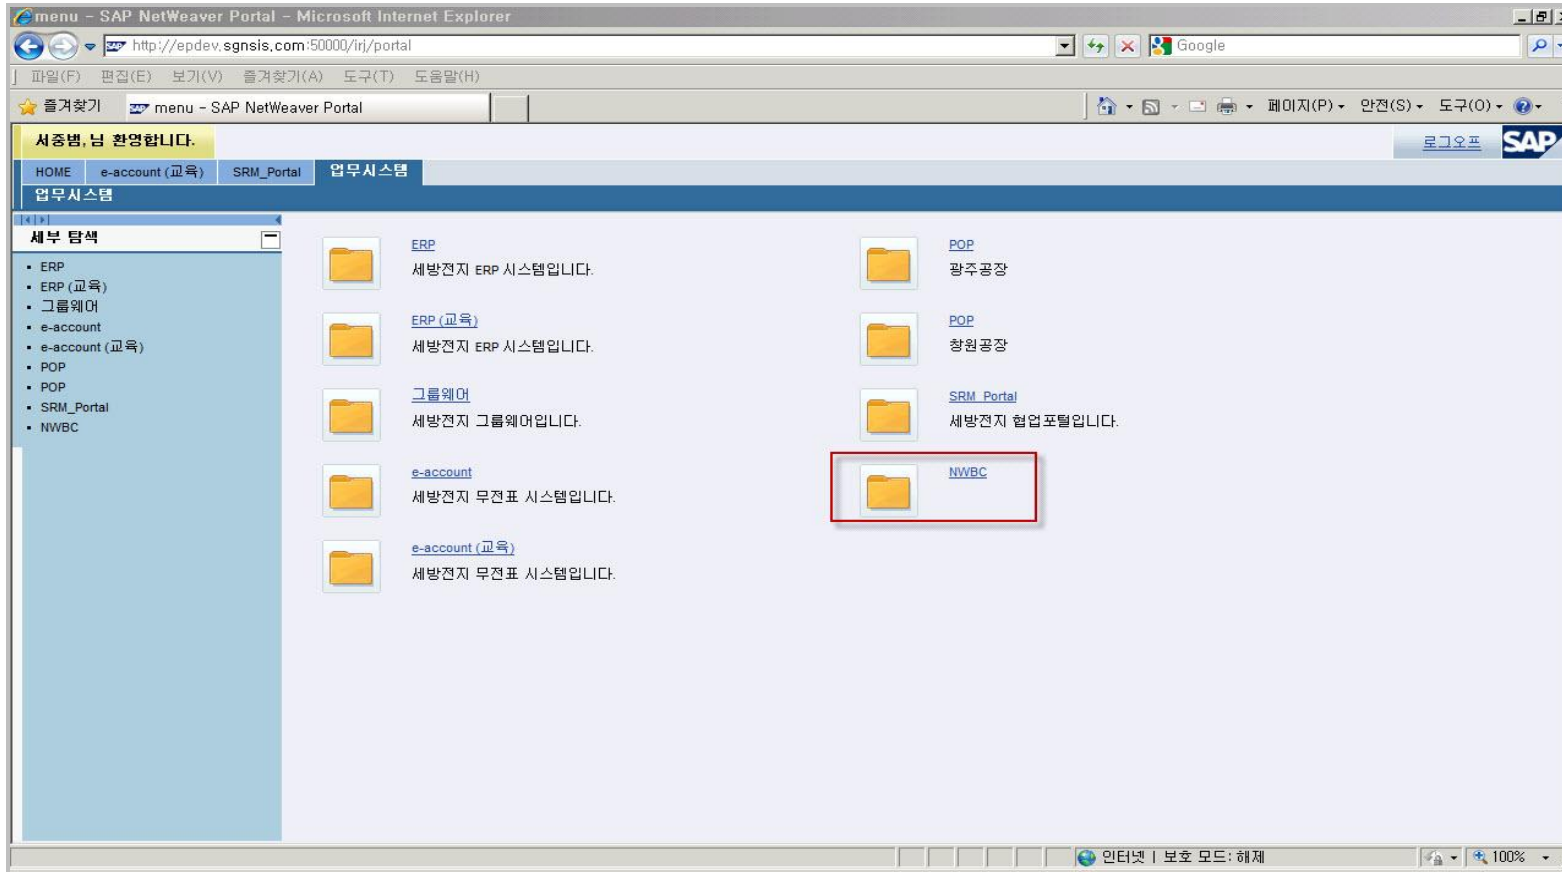 menu - SAP NetWeaver Portal - Microsoft Internet Explorer
http://epdev.sgnsis.com:50000/irj/portal
Google
파일(F) 편집(E) 보기(V) 즐겨찾기(A) 도구(T) 도움말(H)
즐겨찾기 menu - SAP NetWeaver Portal 페이지(P) 안전(S) 도구(O)
서중범,님 환영합니다. 로그오프 SAP
HOME e-account (교육) SRM_Portal 업무시스템
업무시스템
세부 탐색
ERP
ERP (교육)
그룹웨어
e-account
e-account (교육)
POP
POP
SRM_Portal
NWBC
ERP
세방전지 ERP 시스템입니다.
ERP (교육)
세방전지 ERP 시스템입니다.
그룹웨어
세방전지 그룹웨어입니다.
e-account
세방전지 무전표 시스템입니다.
e-account (교육)
세방전지 무전표 시스템입니다.
POP
광주공장
POP
창원공장
SRM_Portal
세방전지 협업포털입니다.
NWBC
인터넷 | 보호 모드: 해제 100%